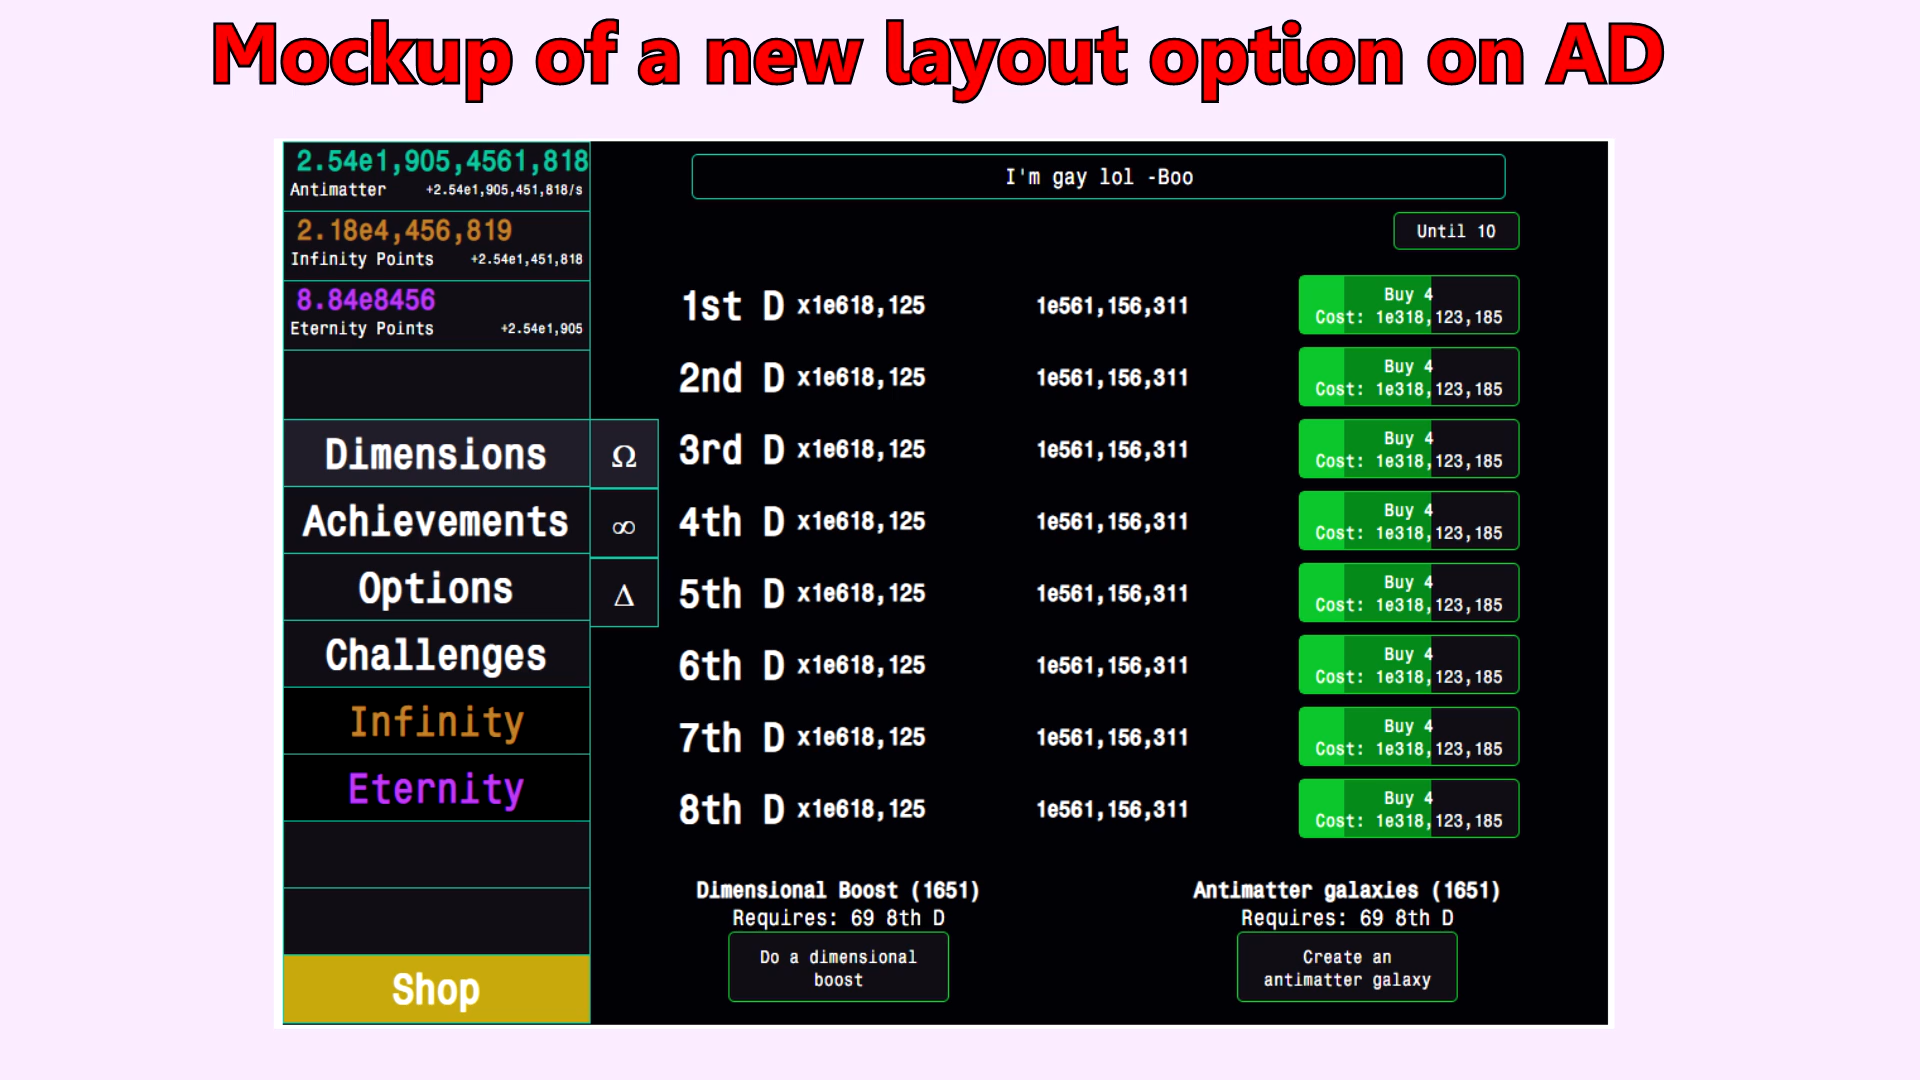 Mockup of a new layout option on AD
2.54e1,905,4561,818
Antimatter +2.54e1,905,451,818/s
2.18e4,456,819
Infinity Points +2.54e1,451,818
8.84e8456
Eternity Points +2.54e1,905
Dimensions
Achievements
Options
Challenges
Infinity
Eternity
Shop
Ω
∞
Δ
I'm gay lol -Boo
Until 10
1st D x1e618,125 1e561,156,311
Buy 4
Cost: 1e318,123,185
2nd D x1e618,125 1e561,156,311
Buy 4
Cost: 1e318,123,185
3rd D x1e618,125 1e561,156,311
Buy 4
Cost: 1e318,123,185
4th D x1e618,125 1e561,156,311
Buy 4
Cost: 1e318,123,185
5th D x1e618,125 1e561,156,311
Buy 4
Cost: 1e318,123,185
6th D x1e618,125 1e561,156,311
Buy 4
Cost: 1e318,123,185
7th D x1e618,125 1e561,156,311
Buy 4
Cost: 1e318,123,185
8th D x1e618,125 1e561,156,311
Buy 4
Cost: 1e318,123,185
Dimensional Boost (1651)
Requires: 69 8th D
Do a dimensional
boost
Antimatter galaxies (1651)
Requires: 69 8th D
Create an
antimatter galaxy